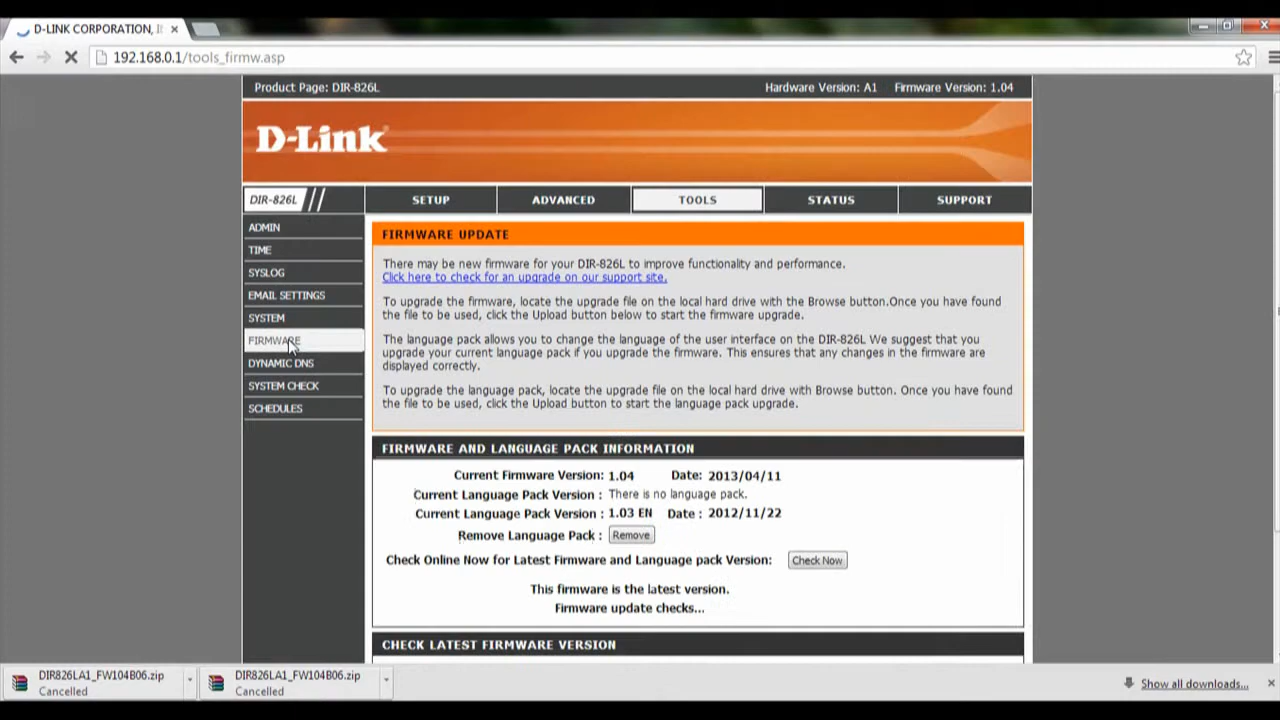 D-LINK CORPORATION, I
192.168.0.1/tools_firmw.asp
Product Page: DIR-826L
Hardware Version: A1 Firmware Version: 1.04
D-Link
DIR-826L // SETUP ADVANCED TOOLS STATUS SUPPORT
ADMIN
TIME
SYSLOG
EMAIL SETTINGS
SYSTEM
FIRMWARE
DYNAMIC DNS
SYSTEM CHECK
SCHEDULES
FIRMWARE UPDATE
There may be new firmware for your DIR-826L to improve functionality and performance.
Click here to check for an upgrade on our support site.
To upgrade the firmware, locate the upgrade file on the local hard drive with the Browse button.Once you have found
the file to be used, click the Upload button below to start the firmware upgrade.
The language pack allows you to change the language of the user interface on the DIR-826L We suggest that you
upgrade your current language pack if you upgrade the firmware. This ensures that any changes in the firmware are
displayed correctly.
To upgrade the language pack, locate the upgrade file on the local hard drive with Browse button. Once you have found
the file to be used, click the Upload button to start the language pack upgrade.
FIRMWARE AND LANGUAGE PACK INFORMATION
Current Firmware Version: 1.04 Date: 2013/04/11
Current Language Pack Version : There is no language pack.
Current Language Pack Version : 1.03 EN Date : 2012/11/22
Remove Language Pack : Remove
Check Online Now for Latest Firmware and Language pack Version: Check Now
This firmware is the latest version.
Firmware update checks...
CHECK LATEST FIRMWARE VERSION
DIR826LA1_FW104B06.zip
Cancelled
DIR826LA1_FW104B06.zip
Cancelled
Show all downloads...